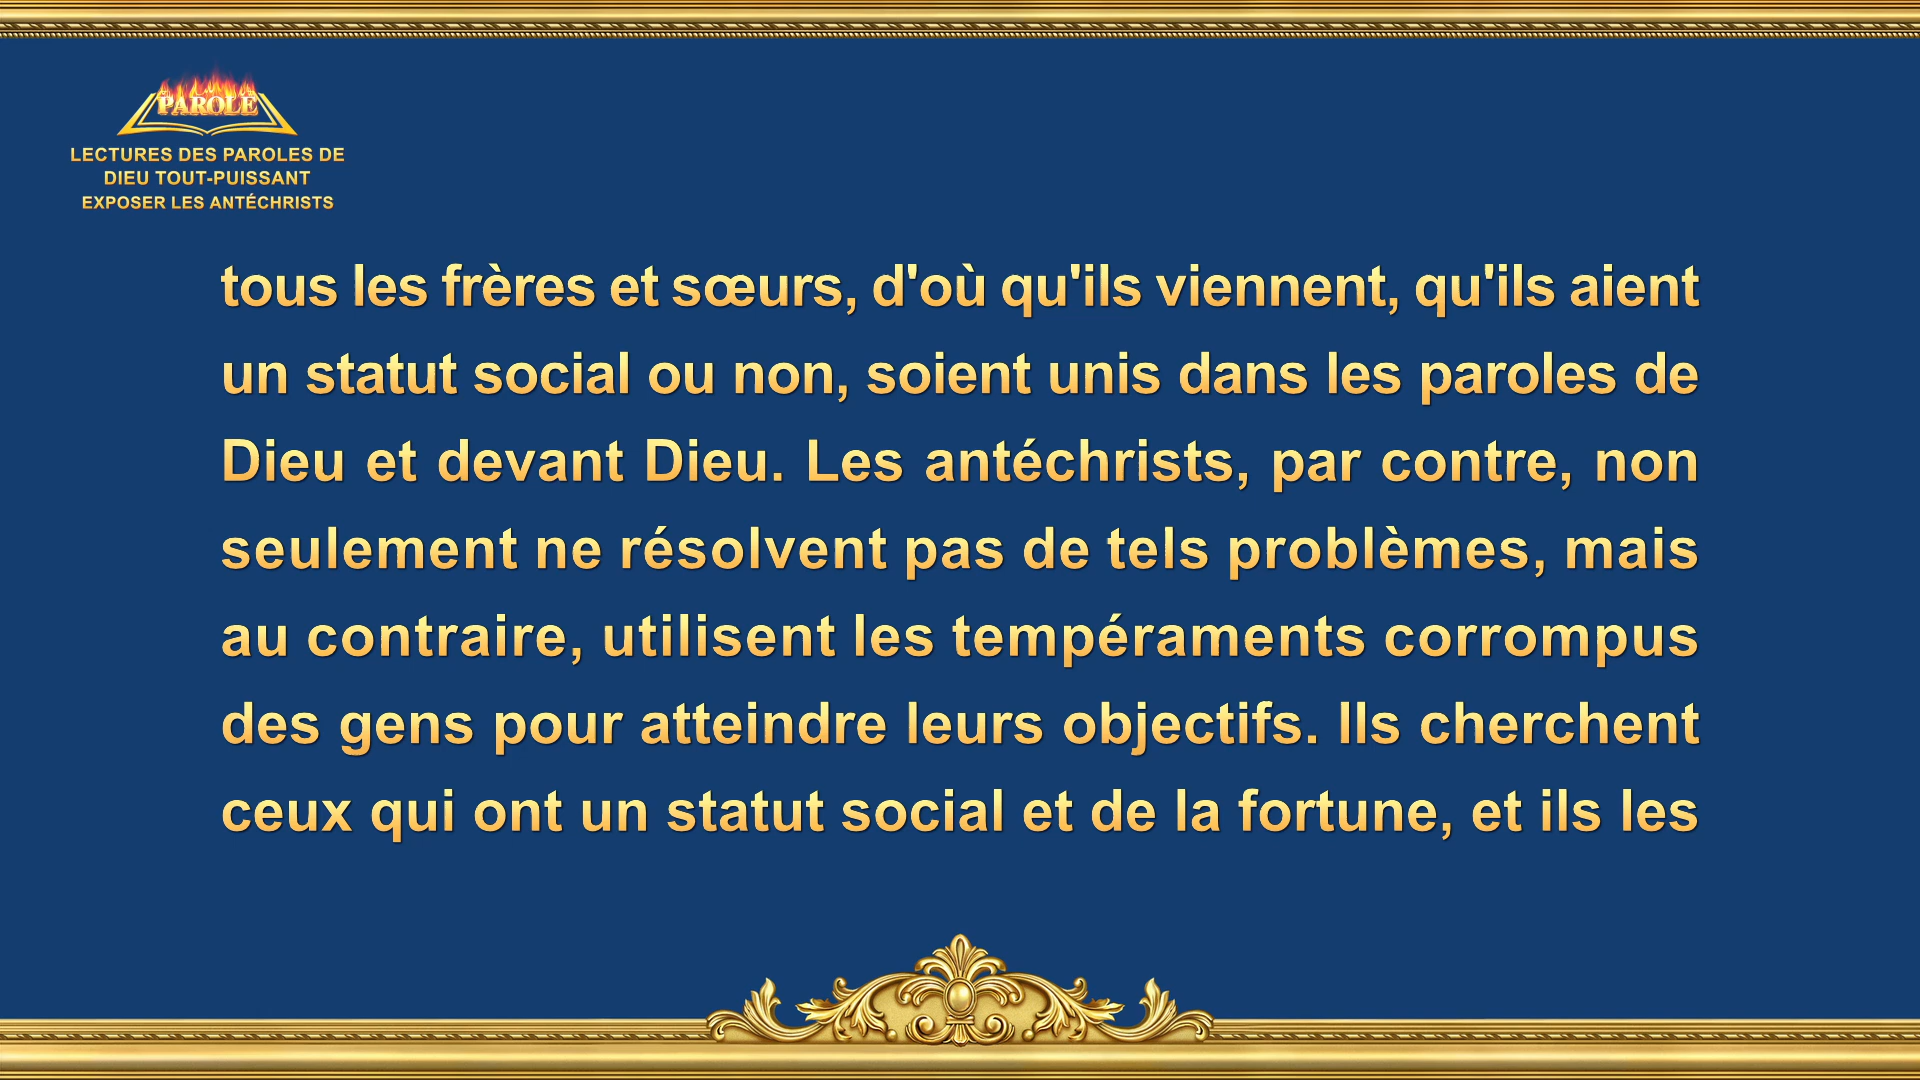 PAROLE
LECTURES DES PAROLES DE
DIEU TOUT-PUISSANT
EXPOSER LES ANTÉCHRISTS
tous les frères et sœurs, d'où qu'ils viennent, qu'ils aient
un statut social ou non, soient unis dans les paroles de
Dieu et devant Dieu. Les antéchrists, par contre, non
seulement ne résolvent pas de tels problèmes, mais
au contraire, utilisent les tempéraments corrompus
des gens pour atteindre leurs objectifs. Ils cherchent
ceux qui ont un statut social et de la fortune, et ils les